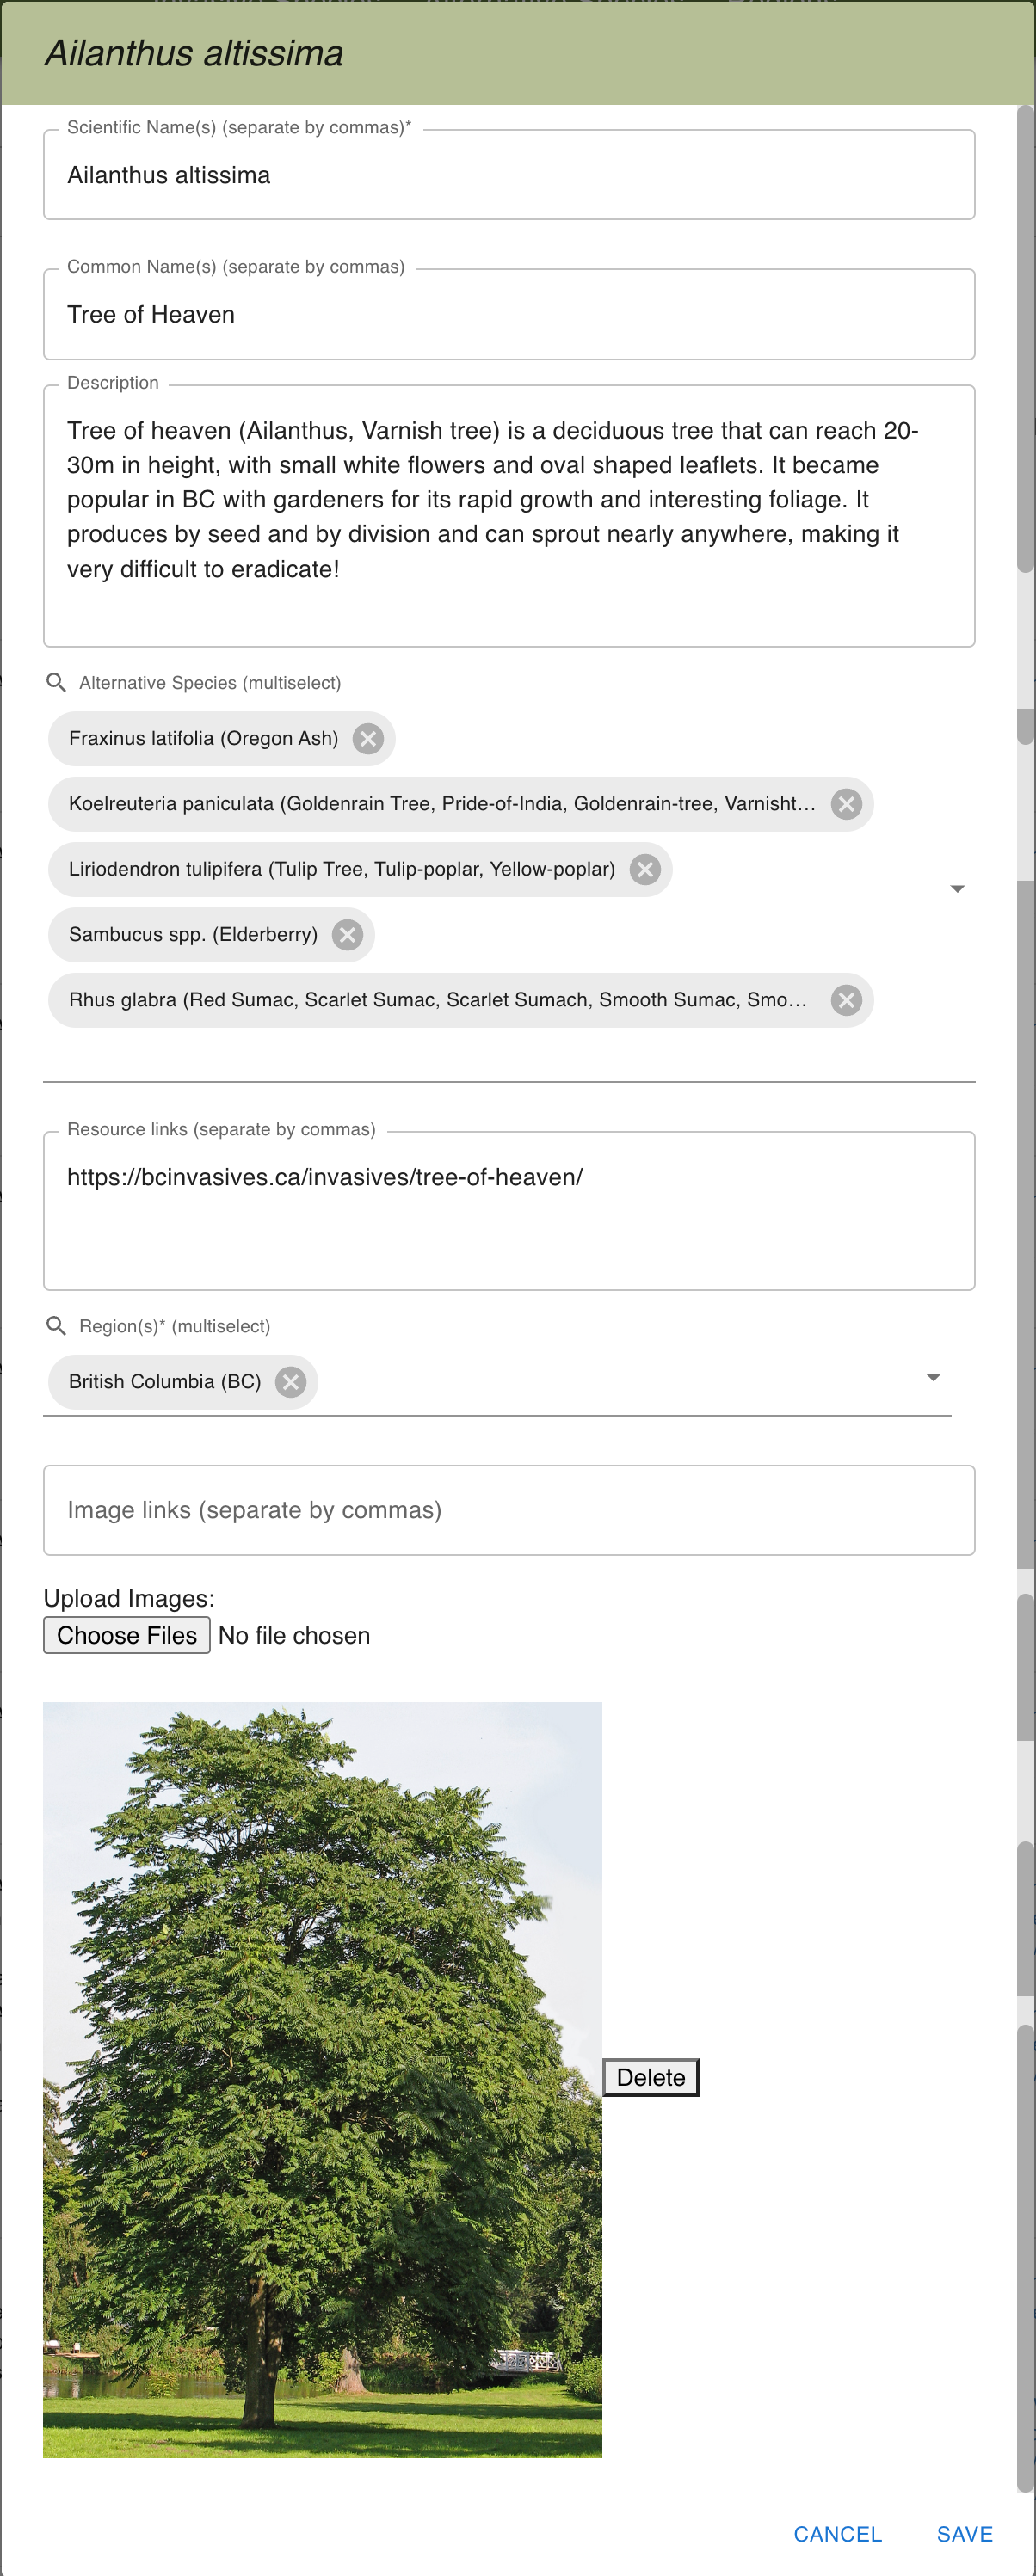 Ailanthus altissima
Scientific Name(s) (separate by commas)*
Ailanthus altissima
Common Name(s) (separate by commas)
Tree of Heaven
Description
Tree of heaven (Ailanthus, Varnish tree) is a deciduous tree that can reach 20-
30m in height, with small white flowers and oval shaped leaflets. It became
popular in BC with gardeners for its rapid growth and interesting foliage. It
produces by seed and by division and can sprout nearly anywhere, making it
very difficult to eradicate!
Alternative Species (multiselect)
Fraxinus latifolia (Oregon Ash)
Koelreuteria paniculata (Goldenrain Tree, Pride-of-India, Goldenrain-tree, Varnisht...
Liriodendron tulipifera (Tulip Tree, Tulip-poplar, Yellow-poplar)
Sambucus spp. (Elderberry)
Rhus glabra (Red Sumac, Scarlet Sumac, Scarlet Sumach, Smooth Sumac, Smo...
Resource links (separate by commas)
https://bcinvasives.ca/invasives/tree-of-heaven/
Region(s)* (multiselect)
British Columbia (BC)
Image links (separate by commas)
Upload Images:
Choose Files No file chosen
Delete
CANCEL SAVE